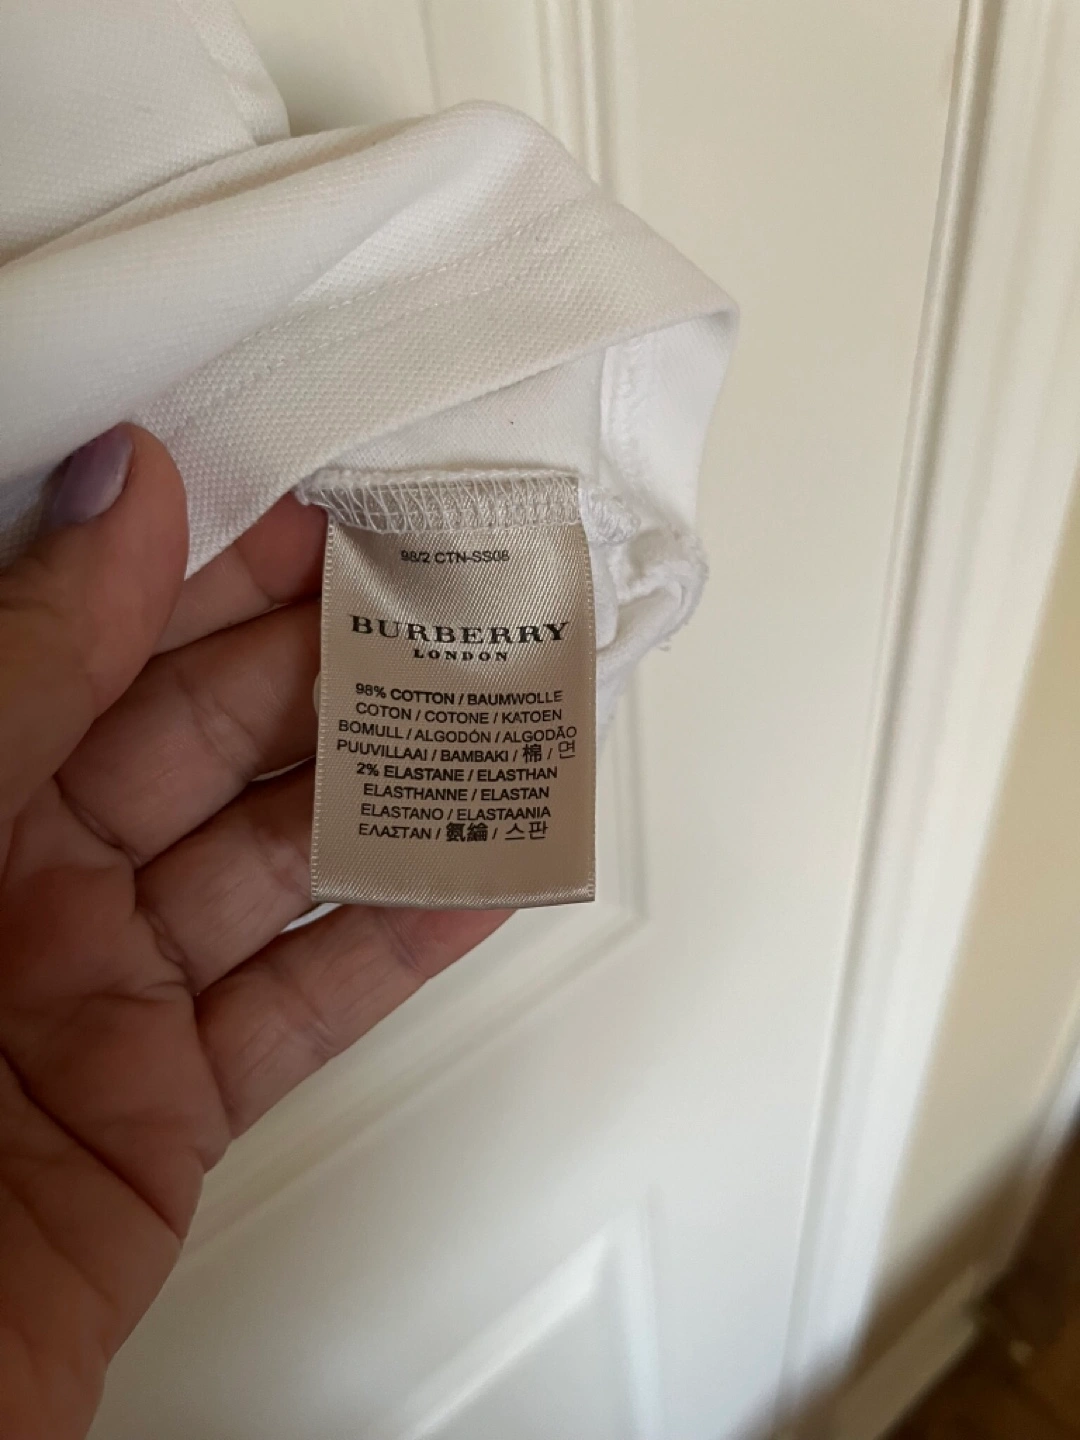 98/2 CTN-SS08
BURBERRY
LONDON
98% COTTON / BAUMWOLLE
COTON / COTONE / KATOEN
BOMULL / ALGODÓN / ALGODÃO
PUUVILLAAI / BAMBAKI / 棉 / 면
2% ELASTANE / ELASTHAN
ELASTHANNE / ELASTAN
ELASTANO / ELASTAANIA
ΕΛΑΣΤΑΝ / 氨綸 / 스판